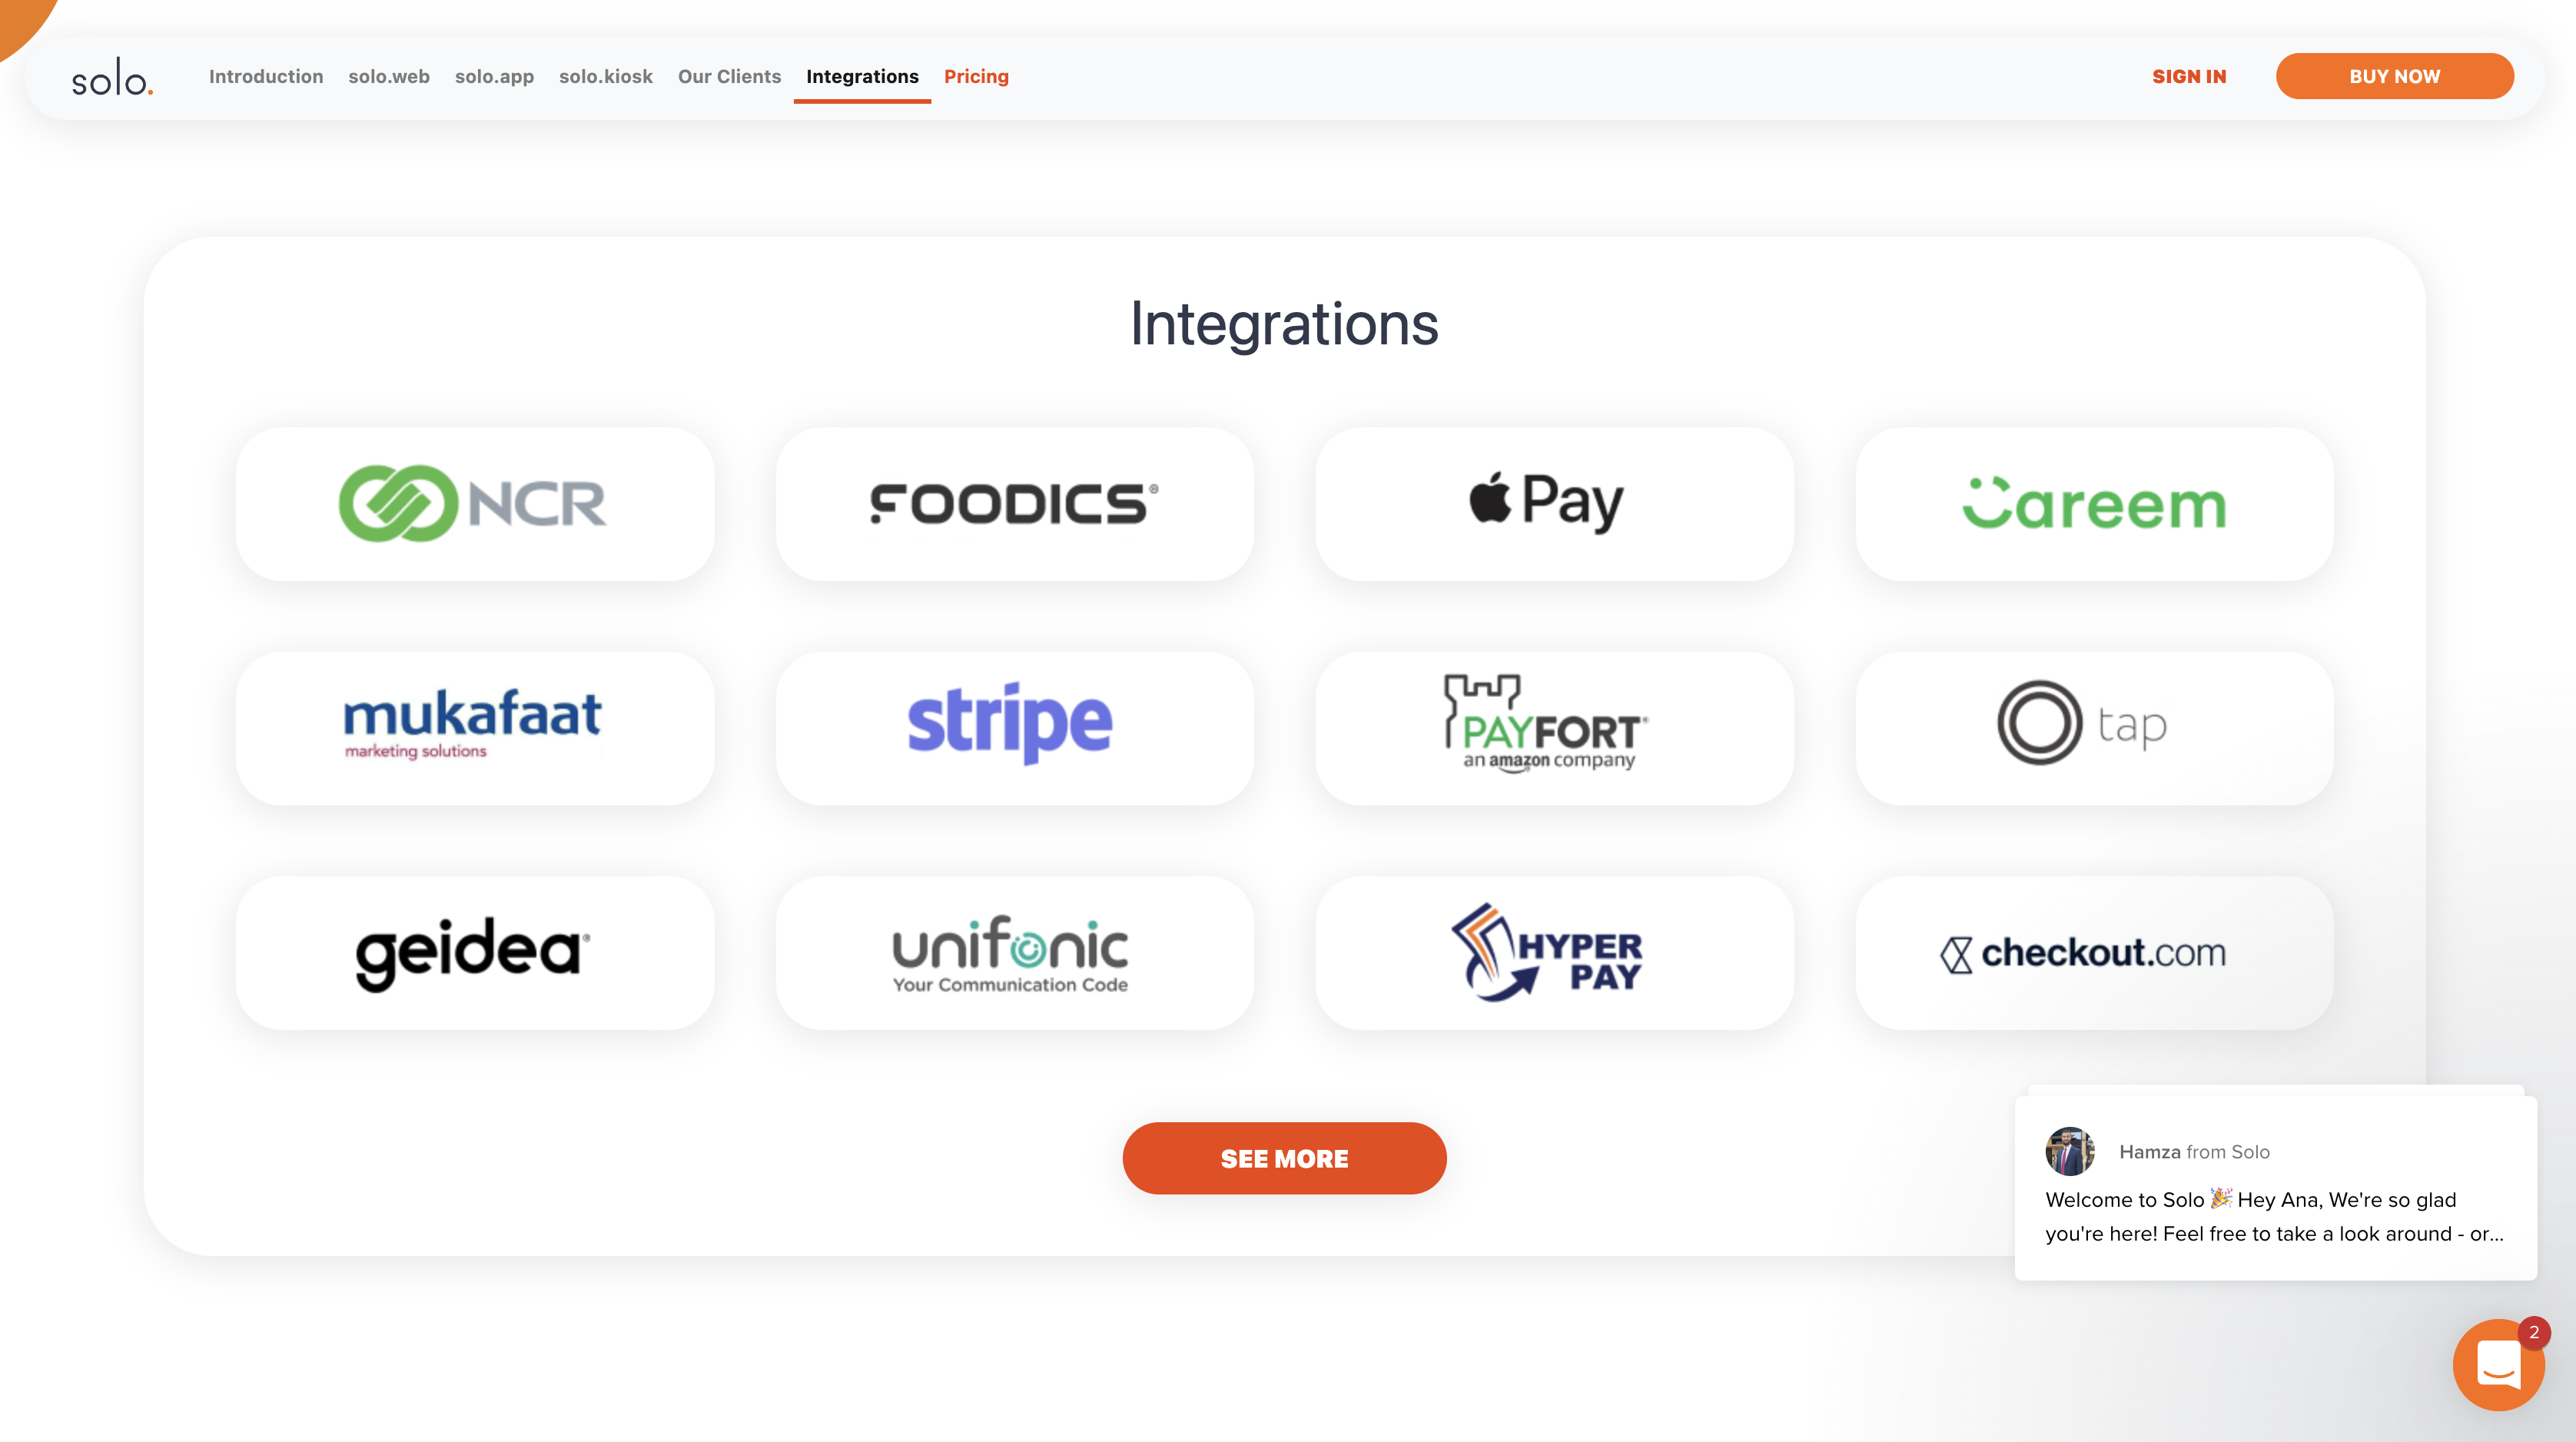 solo.
Introduction solo.web solo.app solo.kiosk Our Clients Integrations Pricing SIGN IN BUY NOW
Integrations
NCR
FOODICS®
Pay
Careem
mukafaat
marketing solutions
stripe
PAYFORT®
an amazon company
tap
geidea®
unifonic
Your Communication Code
HYPER
PAY
checkout.com
SEE MORE
Hamza from Solo
Welcome to Solo 🎉 Hey Ana, We're so glad
you're here! Feel free to take a look around - or...
2